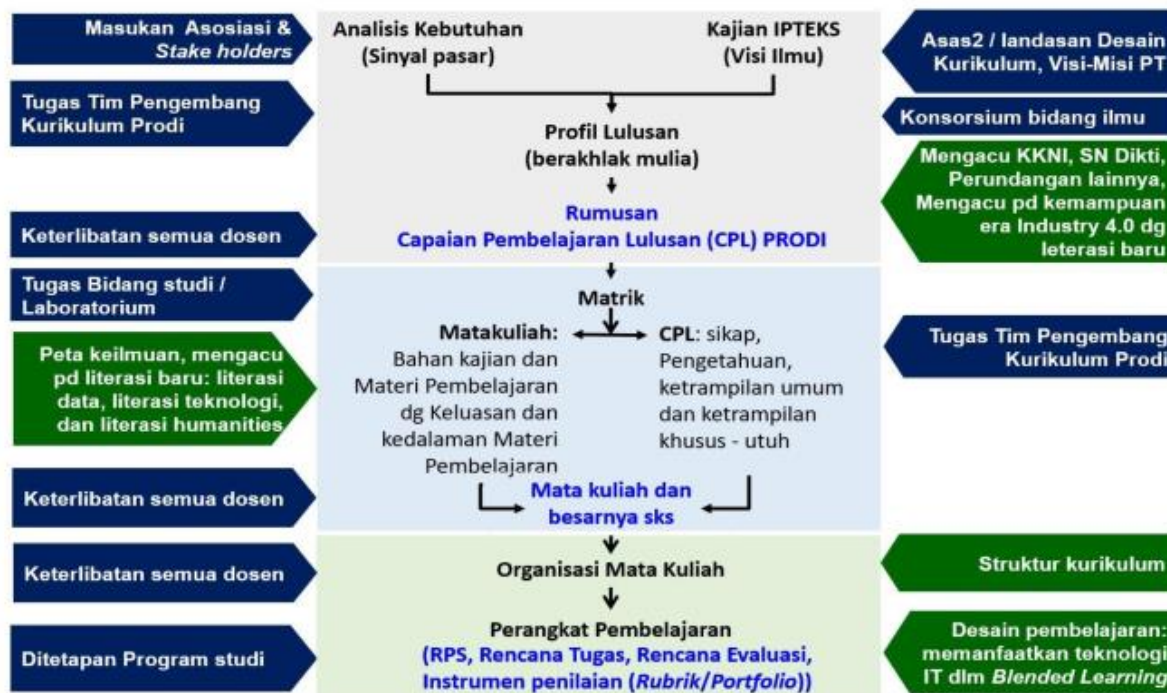 Masukan Asosiasi &
Stake holders
Analisis Kebutuhan
(Sinyal pasar)
Kajian IPTEKS
(Visi Ilmu)
Asas2 / landasan Desain
Kurikulum, Visi-Misi PT
Tugas Tim Pengembang
Kurikulum Prodi
Konsorsium bidang ilmu
Profil Lulusan
(berakhlak mulia)
Mengacu KKNI, SN Dikti,
Perundangan lainnya,
Mengacu pd kemampuan
era Industry 4.0 dg
leterasi baru
Keterlibatan semua dosen
Rumusan
Capaian Pembelajaran Lulusan (CPL) PRODI
Tugas Bidang studi /
Laboratorium
Matrik
Matakuliah:
Bahan kajian dan
Materi Pembelajaran
dg Keluasan dan
kedalaman Materi
Pembelajaran
CPL: sikap,
Pengetahuan,
ketrampilan umum
dan ketrampilan
khusus - utuh
Tugas Tim Pengembang
Kurikulum Prodi
Peta keilmuan, mengacu
pd literasi baru: literasi
data, literasi teknologi,
dan literasi humanities
Keterlibatan semua dosen
Mata kuliah dan
besarnya sks
Keterlibatan semua dosen
Organisasi Mata Kuliah
Struktur kurikulum
Ditetapan Program studi
Perangkat Pembelajaran
(RPS, Rencana Tugas, Rencana Evaluasi,
Instrumen penilaian (Rubrik/Portfolio))
Desain pembelajaran:
memanfaatkan teknologi
IT dlm Blended Learning